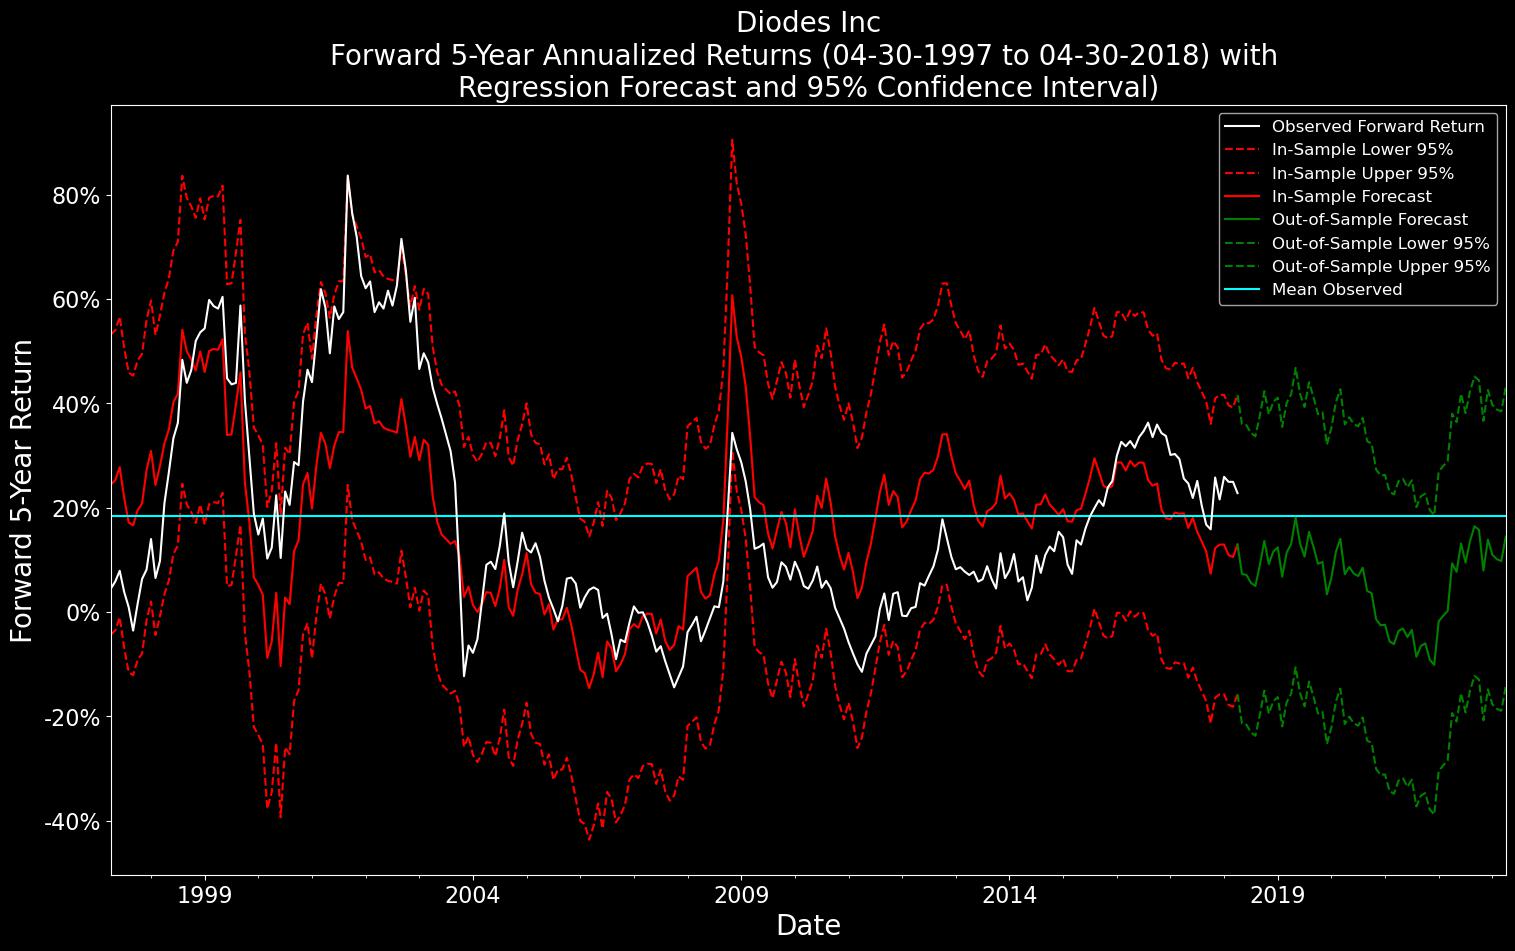 Diodes Inc
Forward 5-Year Annualized Returns (04-30-1997 to 04-30-2018) with
Regression Forecast and 95% Confidence Interval)
Observed Forward Return
In-Sample Lower 95%
In-Sample Upper 95%
In-Sample Forecast
Out-of-Sample Forecast
Out-of-Sample Lower 95%
Out-of-Sample Upper 95%
Mean Observed
Forward 5-Year Return
80%
60%
40%
20%
0%
-20%
-40%
1999
2004
2009
2014
2019
Date